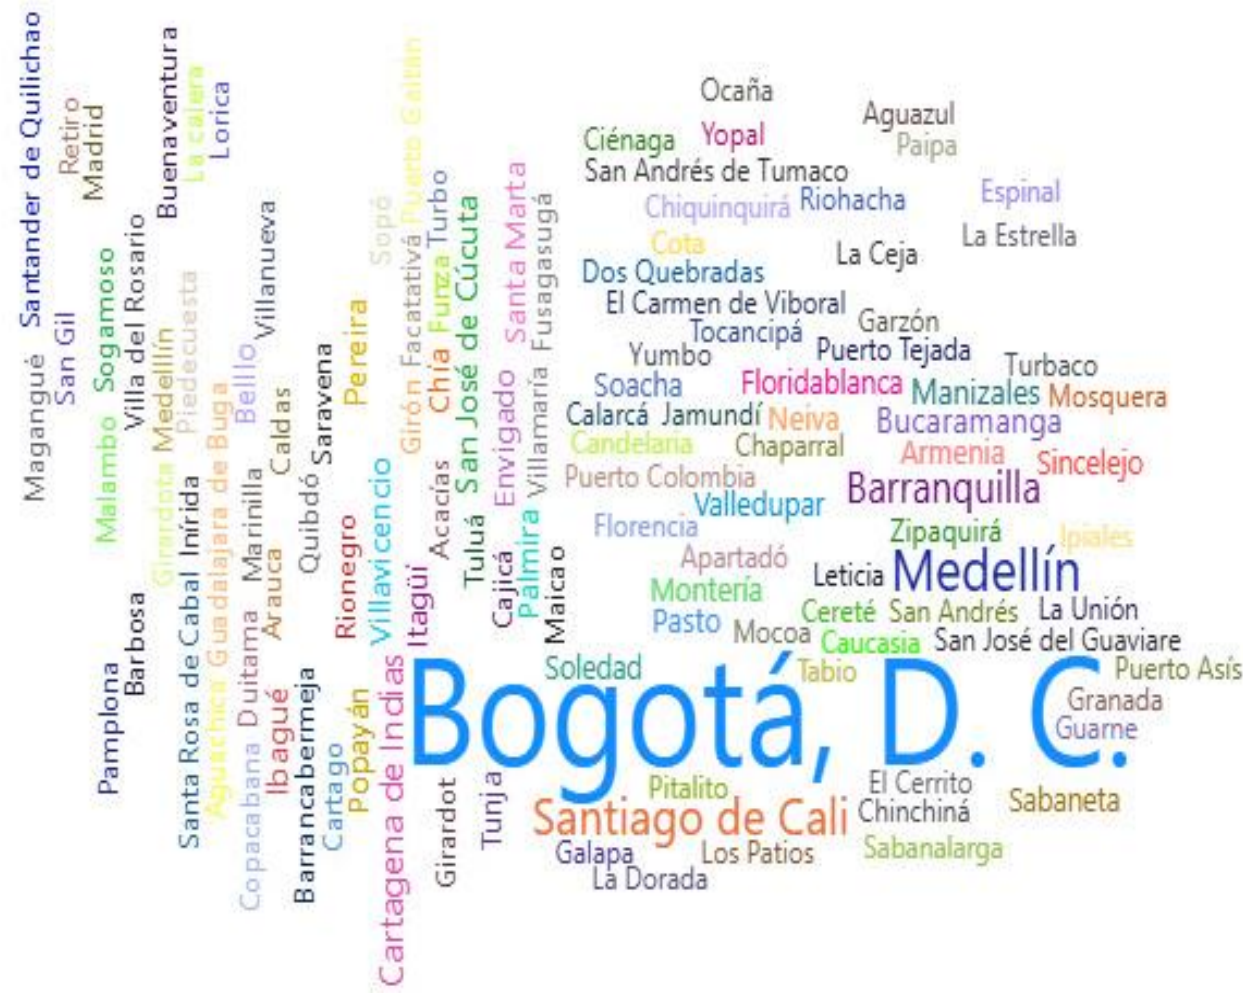 Santander de Quilichao
Magangué
Retiro
San Gil
Madrid
Sogamoso
Malambo
Pamplona
Villa del Rosario
Barbosa
Buenaventura
Medelllín
Girardota
La calera
Piedecuesta
Inírida
Santa Rosa de Cabal
Lorica
Guadalajara de Buga
Aguachica
Belllo
Marinilla
Duitama
Copacabana
Villanueva
Caldas
Arauca
Ibagué
Saravena
Quibdó
Barrancabermeja
Cartago
Pereira
Rionegro
Popayán
Sopó
Villavicencio
Cartagena de Indias
Puerto Gaitán
Facatativá
Girón
Itagüí
Turbo
Funza
Chía
Acacías
Girardot
San José de Cúcuta
Tuluá
Tunja
Santa Marta
Envigado
Cajicá
Palmira
Fusagasugá
Villamaría
Maicao
Ocaña
Aguazul
Ciénaga
Yopal
Paipa
San Andrés de Tumaco
Chiquinquirá
Riohacha
Espinal
Cota
La Ceja
La Estrella
Dos Quebradas
El Carmen de Viboral
Tocancipá
Garzón
Yumbo
Puerto Tejada
Turbaco
Soacha
Floridablanca
Manizales
Mosquera
Calarcá
Jamundí
Neiva
Bucaramanga
Candelaria
Chaparral
Armenia
Sincelejo
Puerto Colombia
Valledupar
Barranquilla
Florencia
Zipaquirá
Ipiales
Apartadó
Leticia
Medellín
Montería
Cereté
San Andrés
La Unión
Pasto
Mocoa
Caucasia
San José del Guaviare
Soledad
Tabio
Puerto Asís
Bogotá, D. C.
Granada
Guarne
Pitalito
El Cerrito
Sabaneta
Santiago de Cali
Chinchiná
Galapa
Los Patios
Sabanalarga
La Dorada